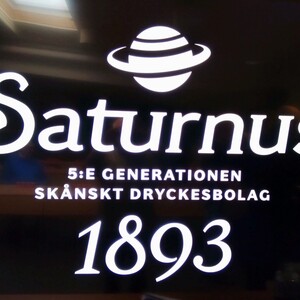 Saturnus
5:E GENERATIONEN
SKÅNSKT DRYCKESBOLAG
1893